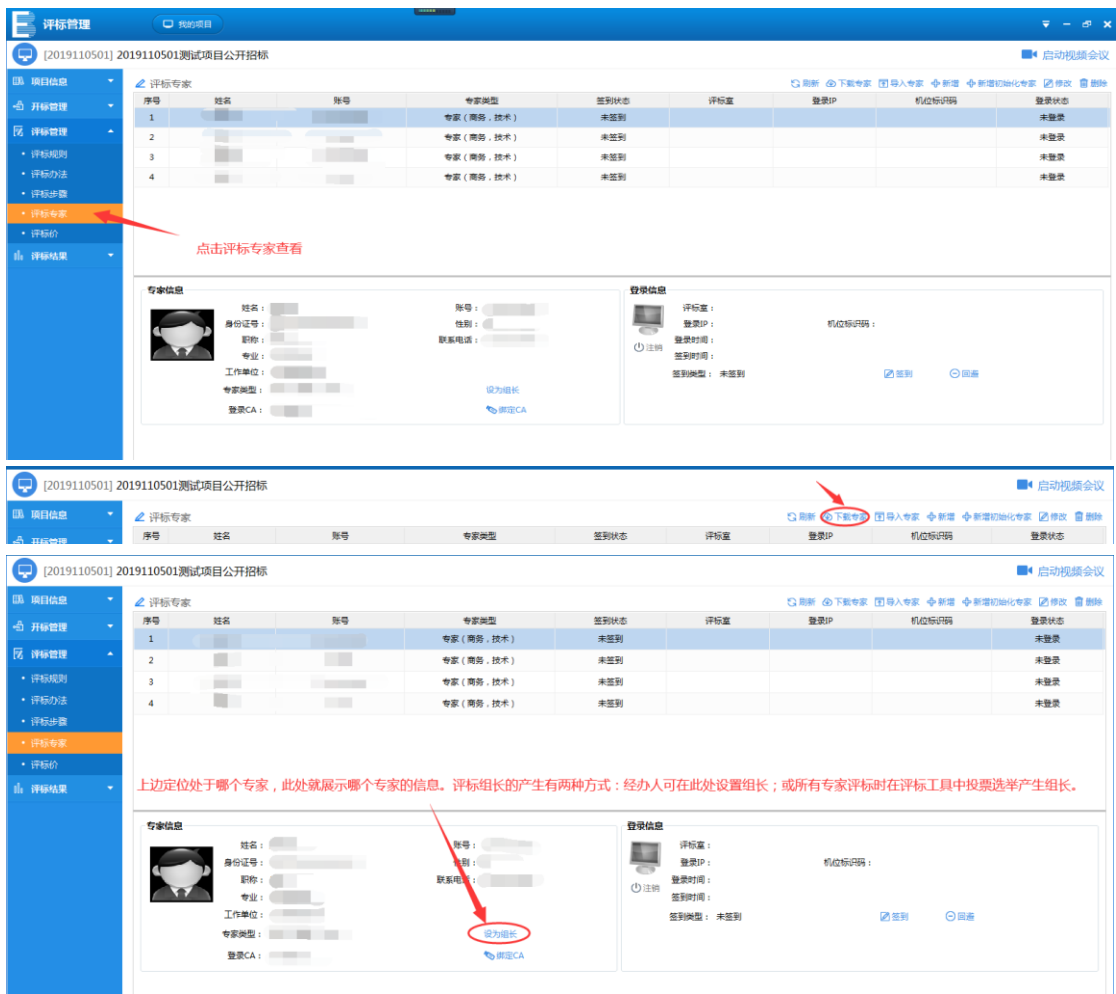 评标管理 我的项目
[2019110501] 2019110501测试项目公开招标 启动视频会议
项目信息 评标专家 刷新 下载专家 导入专家 新增 新增初始化专家 修改 删除
开标管理 序号 姓名 账号 专家类型 签到状态 评标室 登录IP 机位标识码 登录状态
1 专家(商务,技术) 未签到 未登录
评标管理 2 专家(商务,技术) 未签到 未登录
• 评标规则 3 专家(商务,技术) 未签到 未登录
• 评标办法 4 专家(商务,技术) 未签到 未登录
• 评标步骤
• 评标专家
• 评标价
点击评标专家查看
评标结果
专家信息 登录信息
姓名: 账号: 评标室:
身份证号: 性别: 登录IP: 机位标识码:
职称: 联系电话: 登录时间:
注销
专业: 签到时间:
工作单位: 签到类型: 未签到 签到 回避
专家类型: 设为组长
登录CA: 绑定CA
[2019110501] 2019110501测试项目公开招标 启动视频会议
项目信息 评标专家 刷新 下载专家 导入专家 新增 新增初始化专家 修改 删除
开标管理 序号 姓名 账号 专家类型 签到状态 评标室 登录IP 机位标识码 登录状态
[2019110501] 2019110501测试项目公开招标 启动视频会议
项目信息 评标专家 刷新 下载专家 导入专家 新增 新增初始化专家 修改 删除
开标管理 序号 姓名 账号 专家类型 签到状态 评标室 登录IP 机位标识码 登录状态
1 专家(商务,技术) 未签到 未登录
评标管理 2 专家(商务,技术) 未签到 未登录
• 评标规则 3 专家(商务,技术) 未签到 未登录
• 评标办法 4 专家(商务,技术) 未签到 未登录
• 评标步骤
• 评标专家
• 评标价
评标结果
上边定位处于哪个专家,此处就展示哪个专家的信息。评标组长的产生有两种方式:经办人可在此处设置组长;或所有专家评标时在评标工具中投票选举产生组长。
专家信息 登录信息
姓名: 账号: 评标室:
身份证号: 性别: 登录IP: 机位标识码:
职称: 联系电话: 登录时间:
注销
专业: 签到时间:
工作单位: 签到类型: 未签到 签到 回避
专家类型: 设为组长
登录CA: 绑定CA